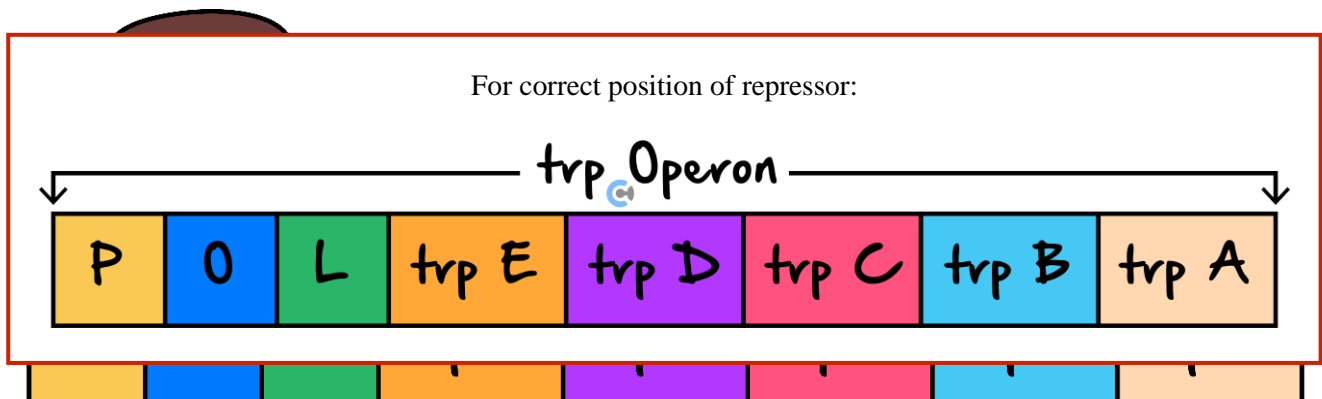 For correct position of repressor:
trp Operon
P O L trp E trp D trp C trp B trp A